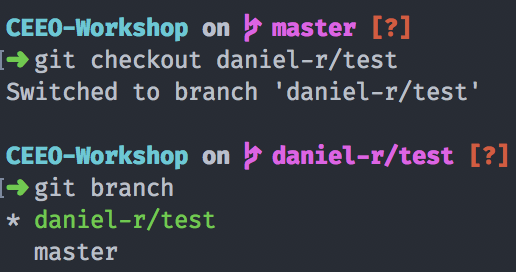 CEEO-Workshop on master [?]
➜ git checkout daniel-r/test
Switched to branch 'daniel-r/test'
CEEO-Workshop on daniel-r/test [?]
➜ git branch
* daniel-r/test
master